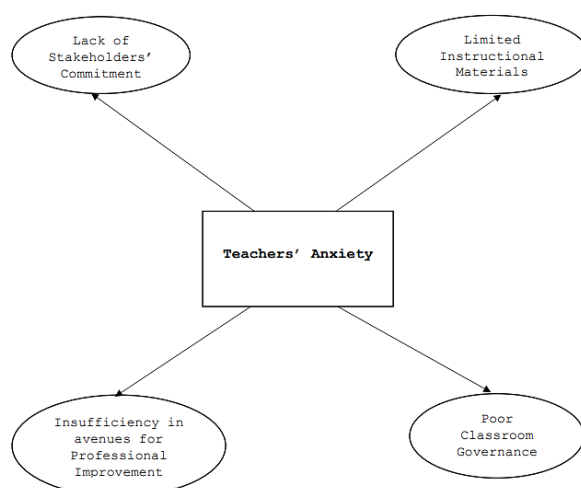 Lack of
Stakeholders’
Commitment
Limited
Instructional
Materials
Teachers’ Anxiety
Insufficiency in
avenues for
Professional
Improvement
Poor
Classroom
Governance